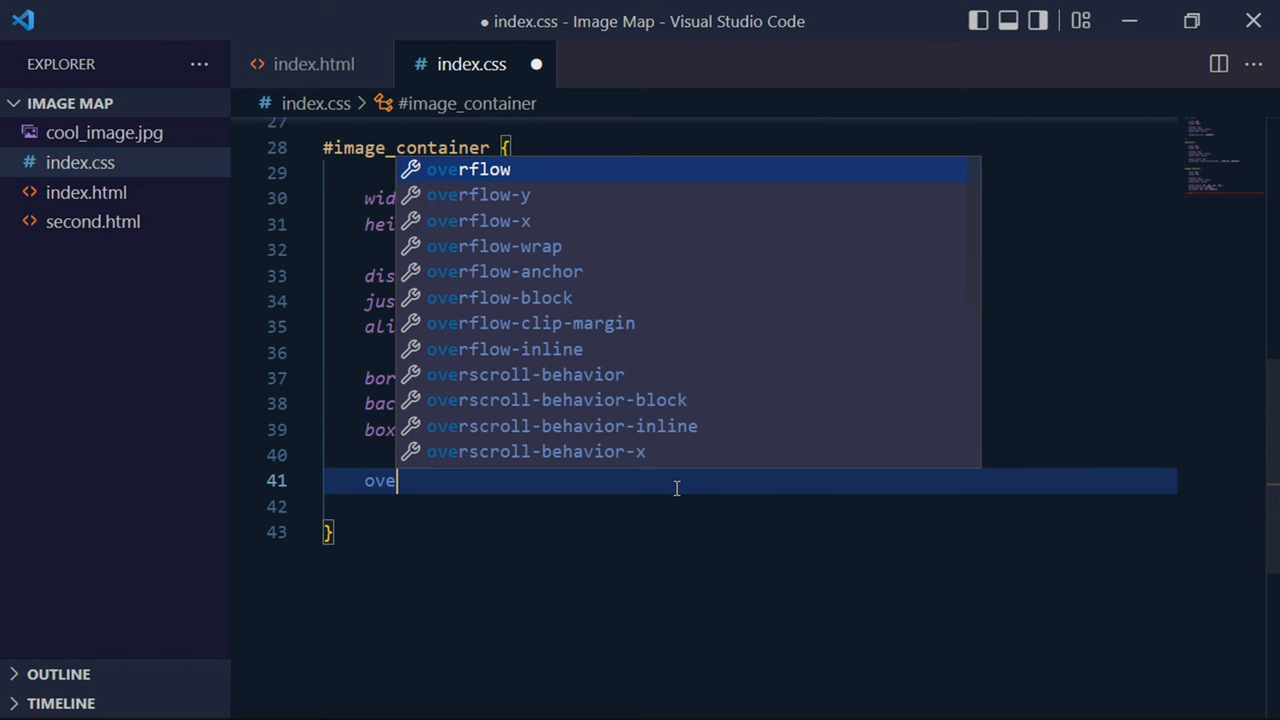 ● index.css - Image Map - Visual Studio Code
EXPLORER
IMAGE MAP
cool_image.jpg
# index.css
<> index.html
<> second.html
OUTLINE
TIMELINE
<> index.html
# index.css ●
# index.css > #image_container
27
28 #image_container {
29
30 wid
31 hei
32
33 dis
34 jus
35 ali
36
37 bor
38 bac
39 box
40
41 ove
42
43 }
overflow
overflow-y
overflow-x
overflow-wrap
overflow-anchor
overflow-block
overflow-clip-margin
overflow-inline
overscroll-behavior
overscroll-behavior-block
overscroll-behavior-inline
overscroll-behavior-x